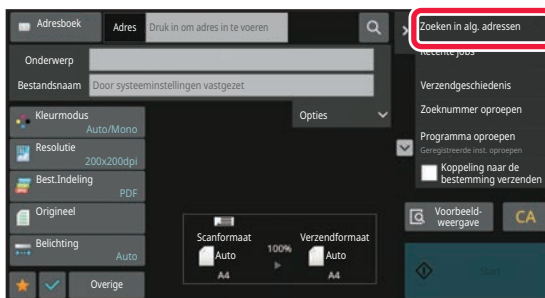 Adresboek
Adres
Druk in om adres in te voeren
Onderwerp
Bestandsnaam
Door systeeminstellingen vastgezet
Kleurmodus
Auto/Mono
Resolutie
200x200dpi
Best.Indeling
PDF
Origineel
Belichting
Auto
Overige
Opties
Scanformaat
Auto
A4
100%
Verzendformaat
Auto
A4
Zoeken in alg. adressen
Recente jobs
Verzendgeschiedenis
Zoeknummer oproepen
Programma oproepen
Geregistreerde inst. oproepen
Koppeling naar de
bestemming verzenden
Voorbeeld-
weergave
CA
Start